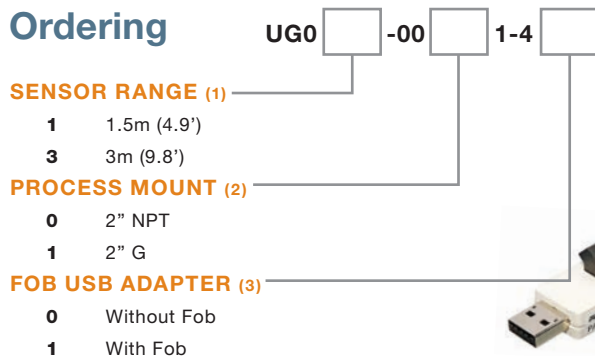 Ordering
UG0 -00 1-4
SENSOR RANGE (1)
1 1.5m (4.9’)
3 3m (9.8’)
PROCESS MOUNT (2)
0 2” NPT
1 2” G
FOB USB ADAPTER (3)
0 Without Fob
1 With Fob